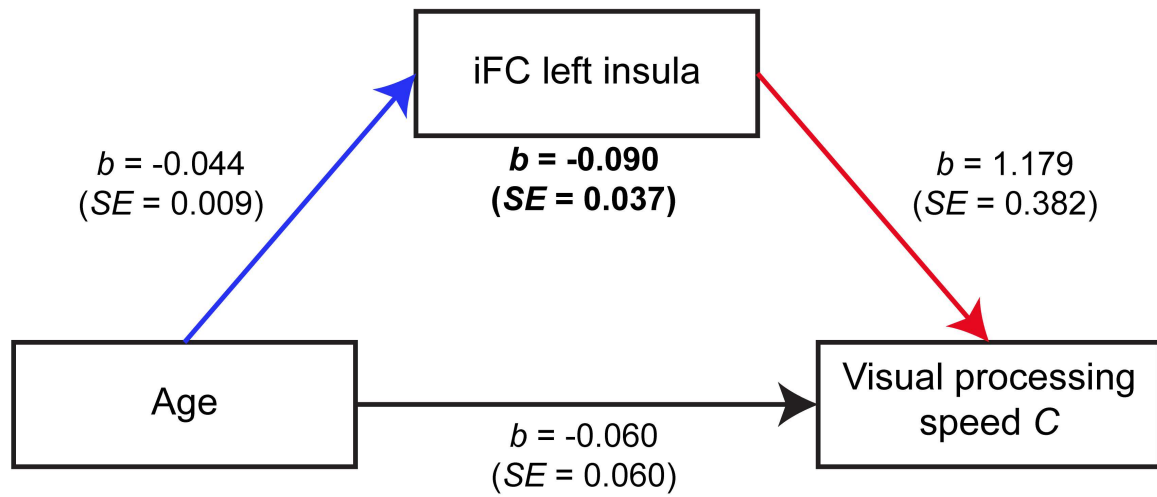 iFC left insula
b = -0.044
(SE = 0.009)
b = -0.090
(SE = 0.037)
b = 1.179
(SE = 0.382)
Age
Visual processing
speed C
b = -0.060
(SE = 0.060)